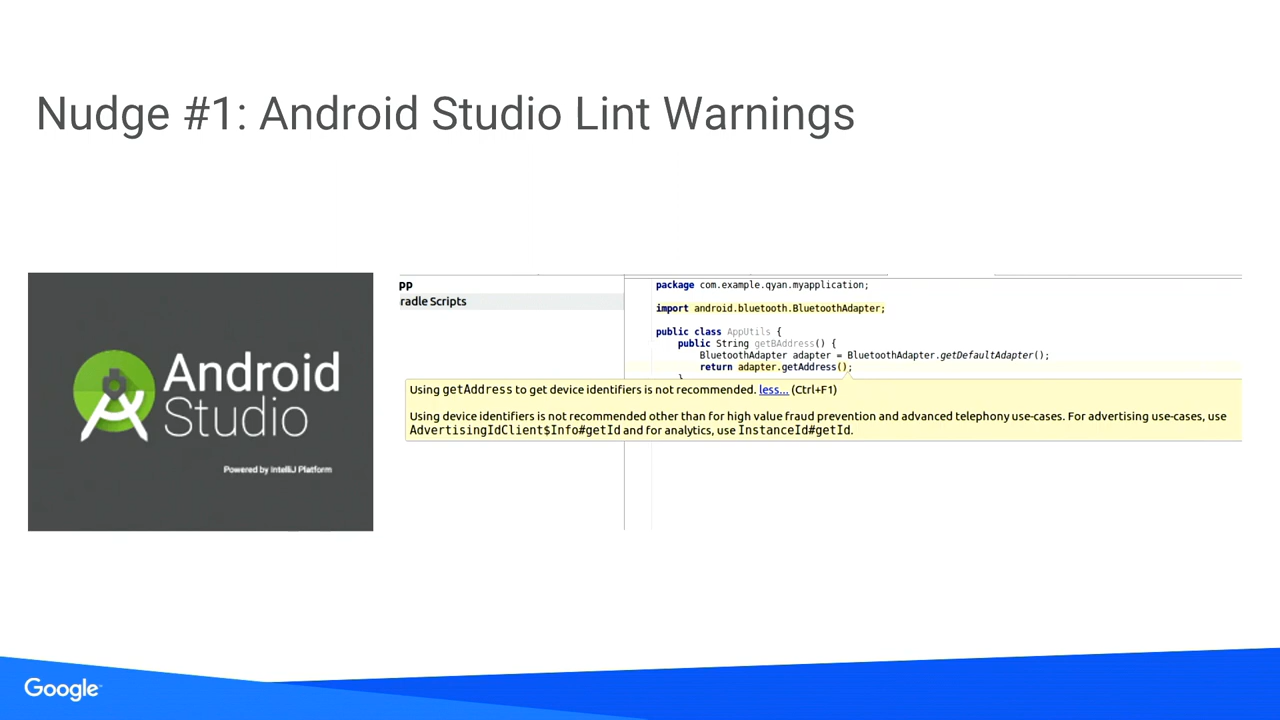 Nudge #1: Android Studio Lint Warnings
Android
Studio
Powered by IntelliJ Platform
pp
radle Scripts
package com.example.qyan.myapplication;
import android.bluetooth.BluetoothAdapter;
public class AppUtils {
public String getBAddress() {
BluetoothAdapter adapter = BluetoothAdapter.getDefaultAdapter();
return adapter.getAddress();
}
Using getAddress to get device identifiers is not recommended. less... (Ctrl+F1)
Using device identifiers is not recommended other than for high value fraud prevention and advanced telephony use-cases. For advertising use-cases, use
AdvertisingIdClient$Info#getId and for analytics, use InstanceId#getId.
Google